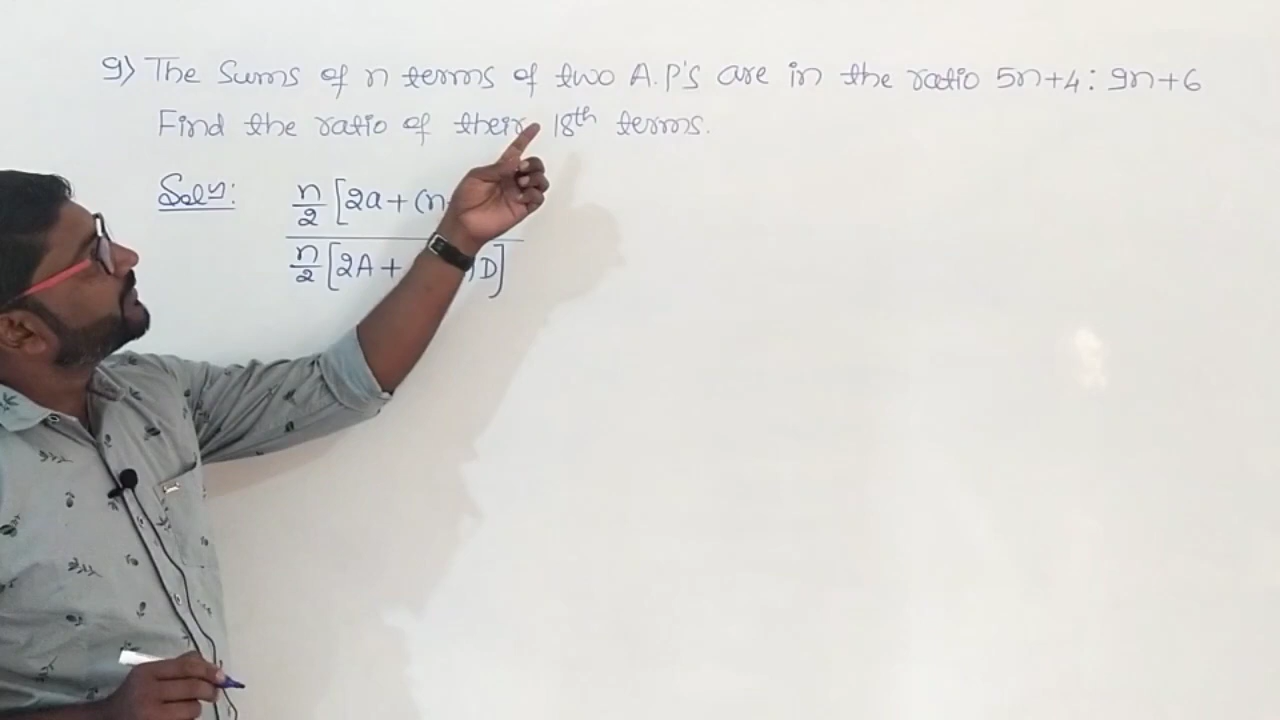 9) The Sums of n terms of two A.P's are in the ratio 5n+4 : 9n+6
Find the ratio of their 18th terms.
Soln: n/2 [2a + (n
n/2 [2A + ) D]